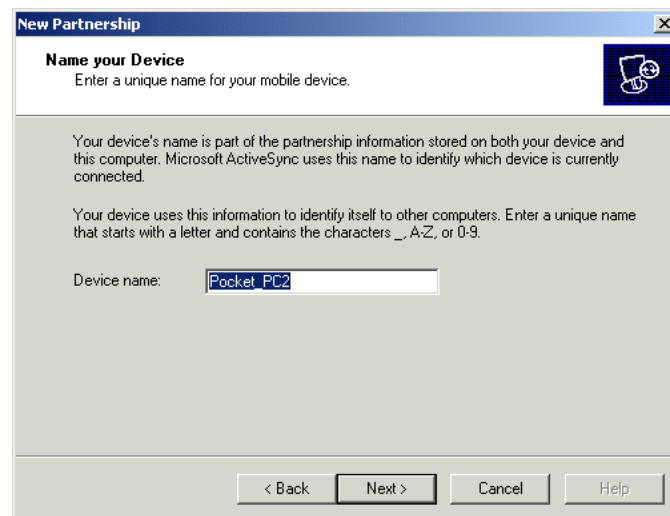 New Partnership
Name your Device
Enter a unique name for your mobile device.
Your device's name is part of the partnership information stored on both your device and
this computer. Microsoft ActiveSync uses this name to identify which device is currently
connected.
Your device uses this information to identify itself to other computers. Enter a unique name
that starts with a letter and contains the characters _, A-Z, or 0-9.
Device name: Pocket_PC2
< Back Next > Cancel Help